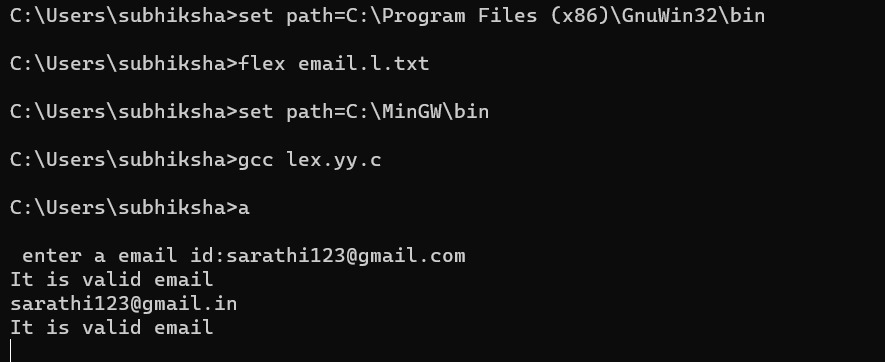 C:\Users\subhiksha>set path=C:\Program Files (x86)\GnuWin32\bin
C:\Users\subhiksha>flex email.l.txt
C:\Users\subhiksha>set path=C:\MinGW\bin
C:\Users\subhiksha>gcc lex.yy.c
C:\Users\subhiksha>a
enter a email id:sarathi123@gmail.com
It is valid email
sarathi123@gmail.in
It is valid email